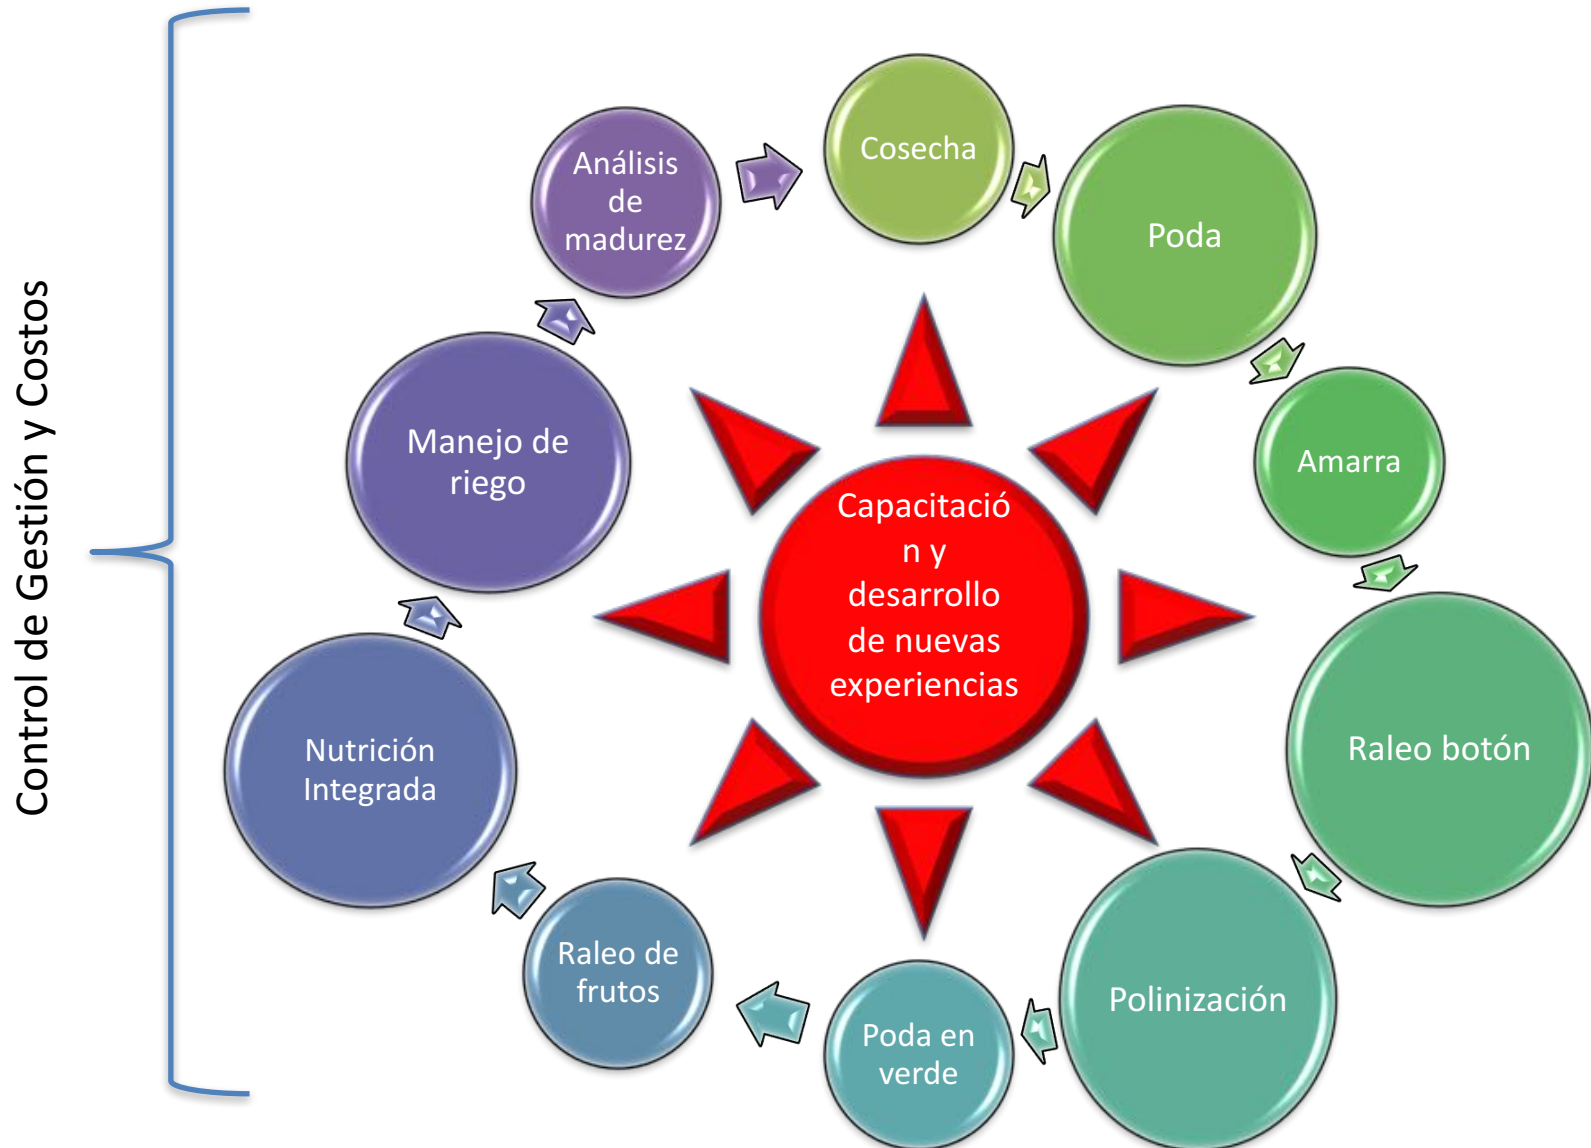 Control de Gestión y Costos
Cosecha
Poda
Amarra
Raleo botón
Polinización
Poda en
verde
Raleo de
frutos
Nutrición
Integrada
Manejo de
riego
Análisis
de
madurez
Capacitació
n y
desarrollo
de nuevas
experiencias